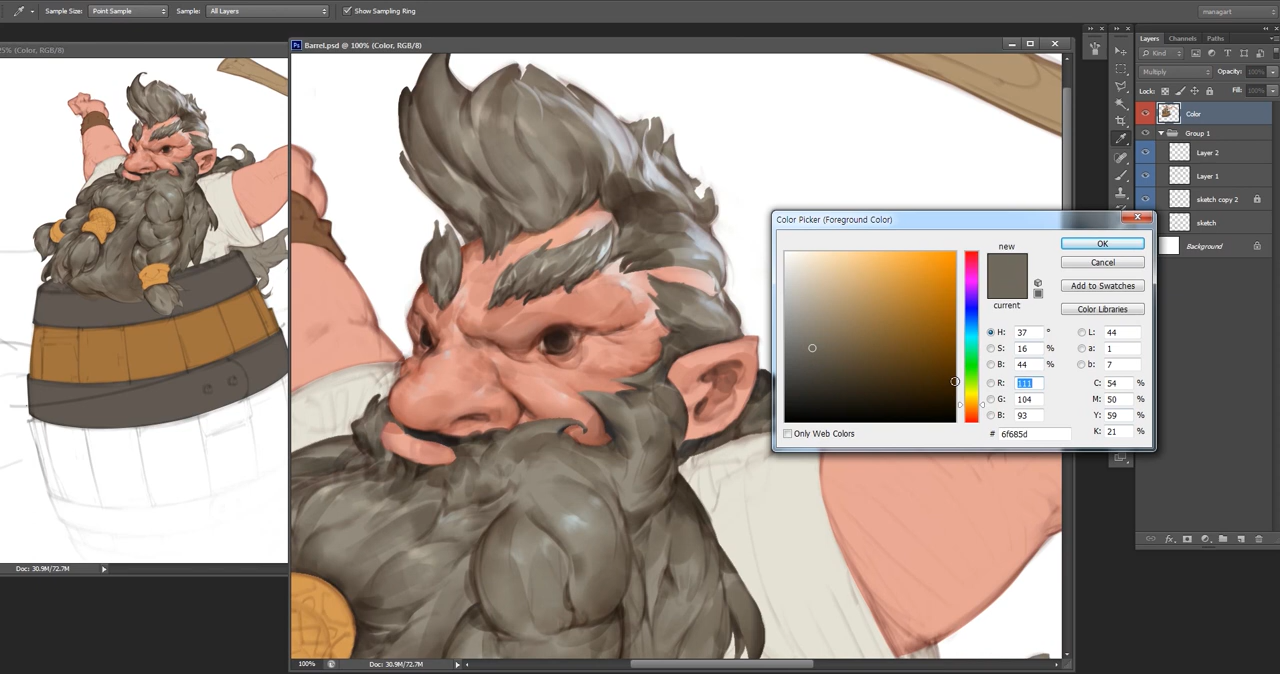 Sample Size: Point Sample Sample: All Layers Show Sampling Ring managart
25% (Color, RGB/8)
Barrel.psd @ 100% (Color, RGB/8)
Layers Channels Paths
Kind
Multiply Opacity: 100%
Lock: Fill: 100%
Color
Group 1
Layer 2
Layer 1
sketch copy 2
sketch
Background
fx
Color Picker (Foreground Color)
new
current
OK
Cancel
Add to Swatches
Color Libraries
H: 37 ° L: 44
S: 16 % a: 1
B: 44 % b: 7
R: 111 C: 54 %
G: 104 M: 50 %
B: 93 Y: 59 %
# 6f685d K: 21 %
Only Web Colors
Doc: 30.9M/72.7M
100% Doc: 30.9M/72.7M